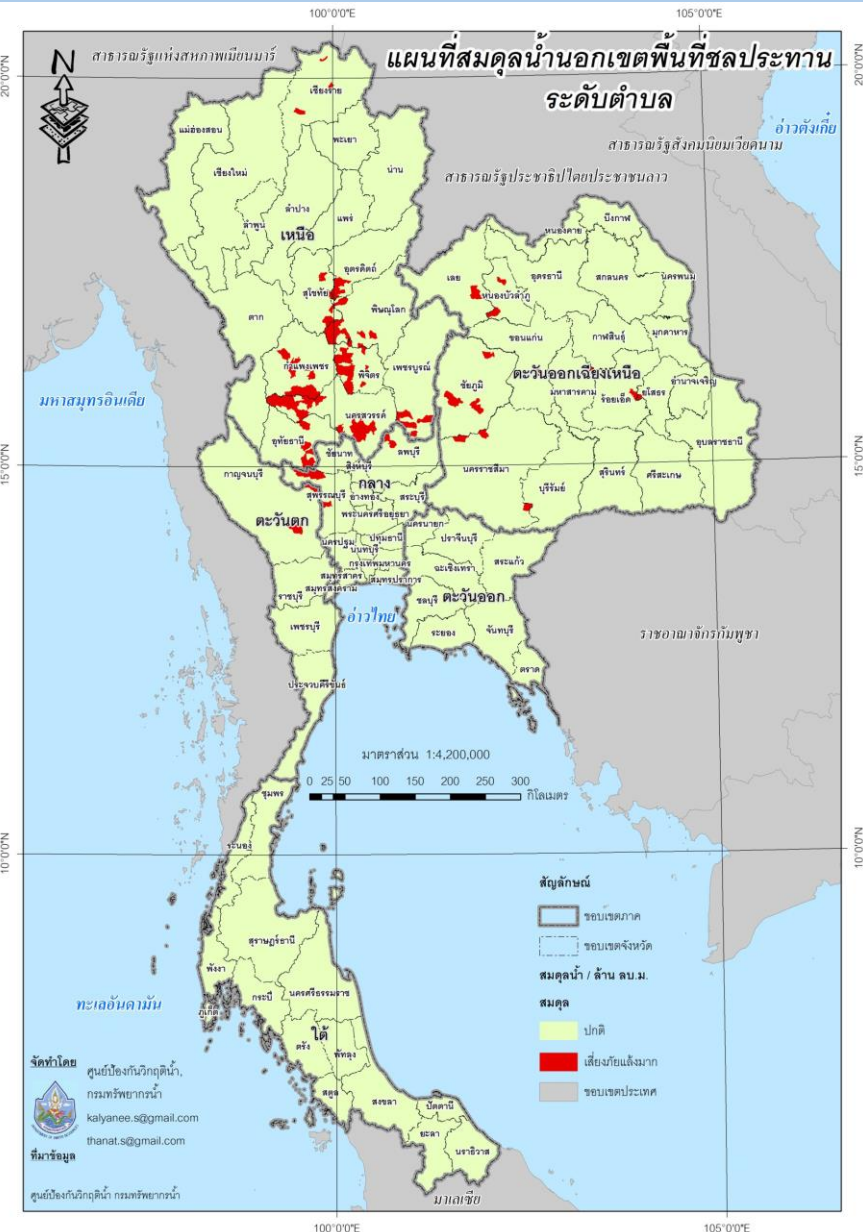 100°0'0"E
105°0'0"E
แผนที่สมดุลน้ำนอกเขตพื้นที่ชลประทาน
ระดับตำบล
N
20°0'0"N
20°0'0"N
สาธารณรัฐแห่งสหภาพเมียนมาร์
อ่าวตังเกี๋ย
สาธารณรัฐสังคมนิยมเวียดนาม
สาธารณรัฐประชาธิปไตยประชาชนลาว
เชียงราย
แม่ฮ่องสอน
พะเยา
เชียงใหม่
น่าน
ลำปาง
ลำพูน
แพร่
เหนือ
อุตรดิตถ์
สุโขทัย
ตาก
พิษณุโลก
กำแพงเพชร
พิจิตร
เพชรบูรณ์
นครสวรรค์
อุทัยธานี
บึงกาฬ
หนองคาย
เลย
อุดรธานี
สกลนคร
นครพนม
หนองบัวลำภู
ขอนแก่น
กาฬสินธุ์
มุกดาหาร
ตะวันออกเฉียงเหนือ
ชัยภูมิ
มหาสารคาม
ร้อยเอ็ด
ยโสธร
อำนาจเจริญ
อุบลราชธานี
นครราชสีมา
บุรีรัมย์
สุรินทร์
ศรีสะเกษ
มหาสมุทรอินเดีย
15°0'0"N
15°0'0"N
ชัยนาท
ลพบุรี
สิงห์บุรี
กลาง
กาญจนบุรี
สุพรรณบุรี
อ่างทอง
สระบุรี
พระนครศรีอยุธยา
ตะวันตก
นครนายก
นครปฐม
ปทุมธานี
นนทบุรี
กรุงเทพมหานคร
ปราจีนบุรี
สระแก้ว
ฉะเชิงเทรา
สมุทรสาคร
สมุทรปราการ
สมุทรสงคราม
ราชบุรี
ชลบุรี
ตะวันออก
อ่าวไทย
เพชรบุรี
ระยอง
จันทบุรี
ตราด
ราชอาณาจักรกัมพูชา
ประจวบคีรีขันธ์
มาตราส่วน 1:4,200,000
0 25 50 100 150 200 250 300
กิโลเมตร
ชุมพร
ระนอง
10°0'0"N
10°0'0"N
สุราษฎร์ธานี
พังงา
กระบี่
นครศรีธรรมราช
ภูเก็ต
ทะเลอันดามัน
ใต้
ตรัง
พัทลุง
สตูล
สงขลา
ปัตตานี
ยะลา
นราธิวาส
มาเลเซีย
สัญลักษณ์
ขอบเขตภาค
ขอบเขตจังหวัด
สมดุลน้ำ / ล้าน ลบ.ม.
สมดุล
ปกติ
เสี่ยงภัยแล้งมาก
ขอบเขตประเทศ
จัดทำโดย
ศูนย์ป้องกันวิกฤติน้ำ,
กรมทรัพยากรน้ำ
kalyanee.s@gmail.com
thanat.s@gmail.com
ที่มาข้อมูล
ศูนย์ป้องกันวิกฤติน้ำ กรมทรัพยากรน้ำ
100°0'0"E
105°0'0"E